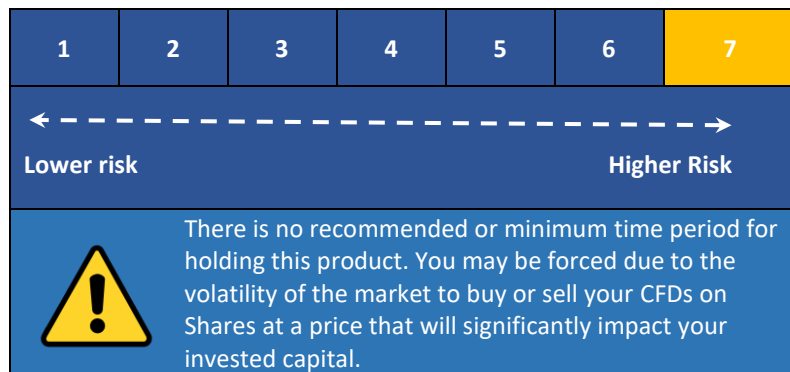 1 2 3 4 5 6 7
Lower risk Higher Risk
There is no recommended or minimum time period for
holding this product. You may be forced due to the
volatility of the market to buy or sell your CFDs on
Shares at a price that will significantly impact your
invested capital.